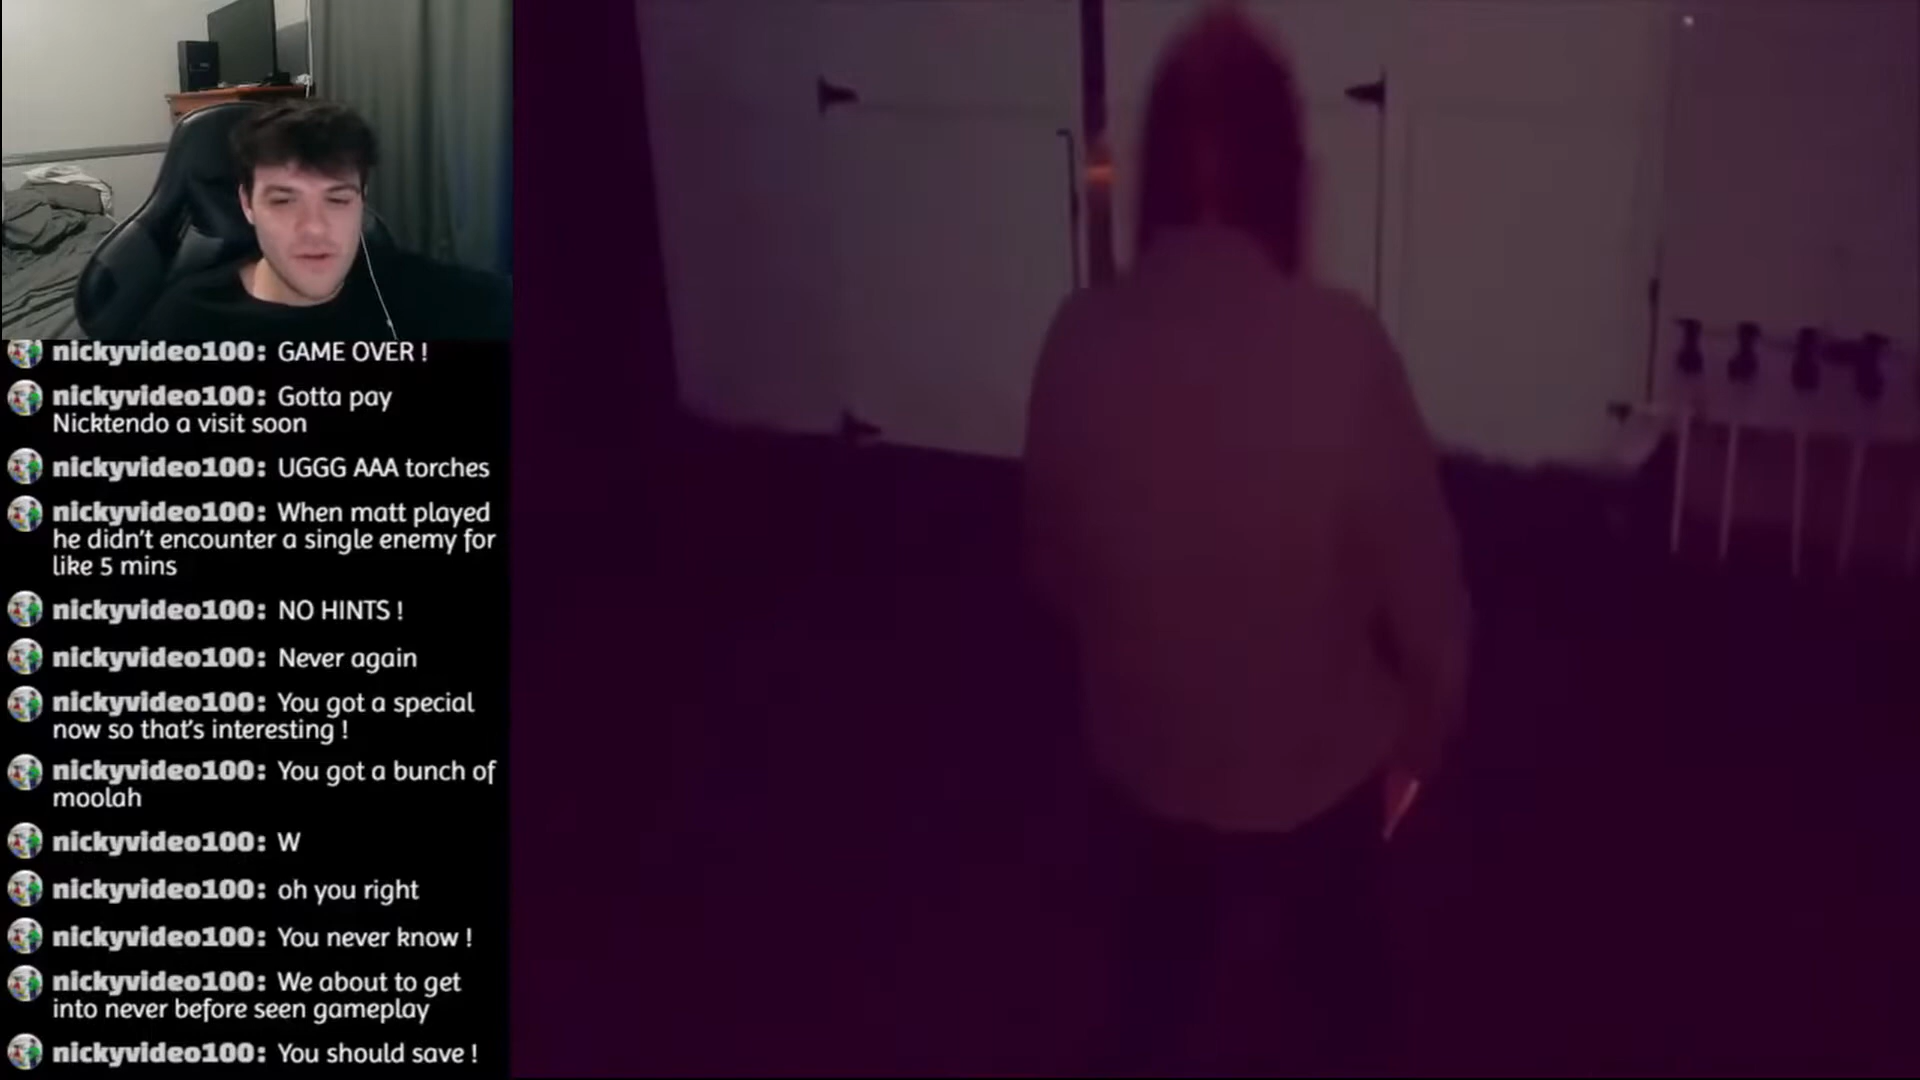 nickyvideo100: GAME OVER !
nickyvideo100: Gotta pay
Nicktendo a visit soon
nickyvideo100: UGGG AAA torches
nickyvideo100: When matt played
he didn't encounter a single enemy for
like 5 mins
nickyvideo100: NO HINTS !
nickyvideo100: Never again
nickyvideo100: You got a special
now so that's interesting !
nickyvideo100: You got a bunch of
moolah
nickyvideo100: W
nickyvideo100: oh you right
nickyvideo100: You never know !
nickyvideo100: We about to get
into never before seen gameplay
nickyvideo100: You should save !